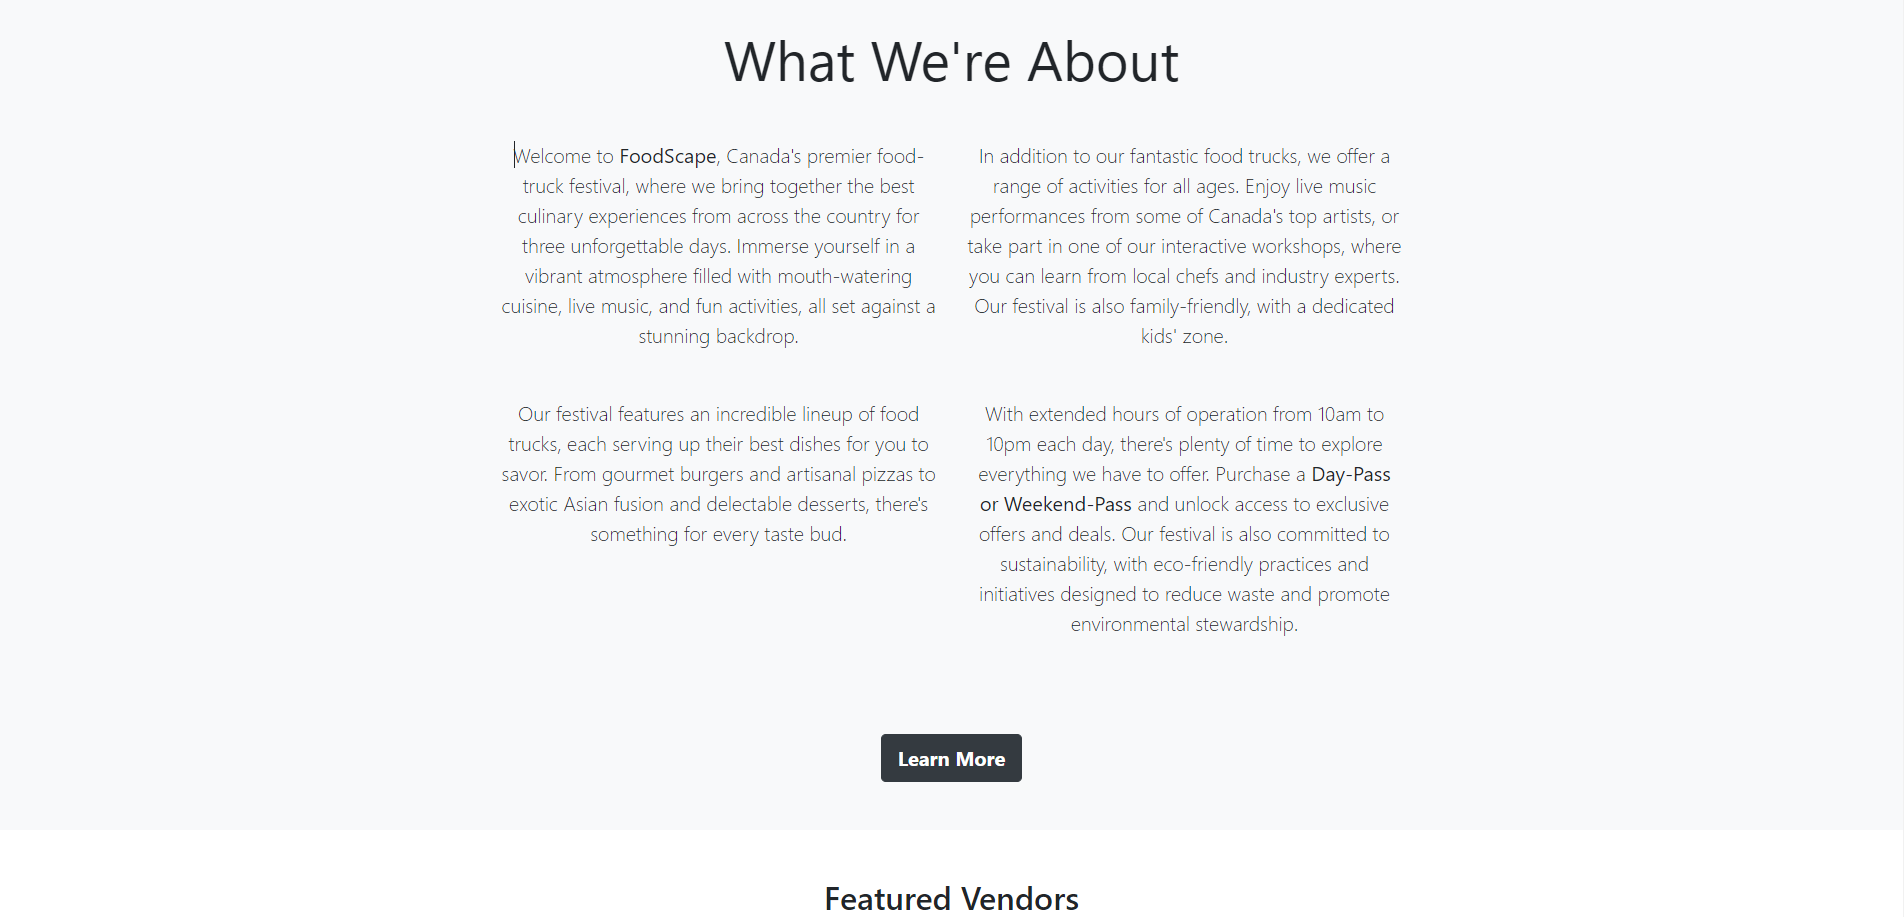 What We're About
Welcome to FoodScape, Canada's premier food-
truck festival, where we bring together the best
culinary experiences from across the country for
three unforgettable days. Immerse yourself in a
vibrant atmosphere filled with mouth-watering
cuisine, live music, and fun activities, all set against a
stunning backdrop.
In addition to our fantastic food trucks, we offer a
range of activities for all ages. Enjoy live music
performances from some of Canada's top artists, or
take part in one of our interactive workshops, where
you can learn from local chefs and industry experts.
Our festival is also family-friendly, with a dedicated
kids' zone.
Our festival features an incredible lineup of food
trucks, each serving up their best dishes for you to
savor. From gourmet burgers and artisanal pizzas to
exotic Asian fusion and delectable desserts, there's
something for every taste bud.
With extended hours of operation from 10am to
10pm each day, there's plenty of time to explore
everything we have to offer. Purchase a Day-Pass
or Weekend-Pass and unlock access to exclusive
offers and deals. Our festival is also committed to
sustainability, with eco-friendly practices and
initiatives designed to reduce waste and promote
environmental stewardship.
Learn More
Featured Vendors